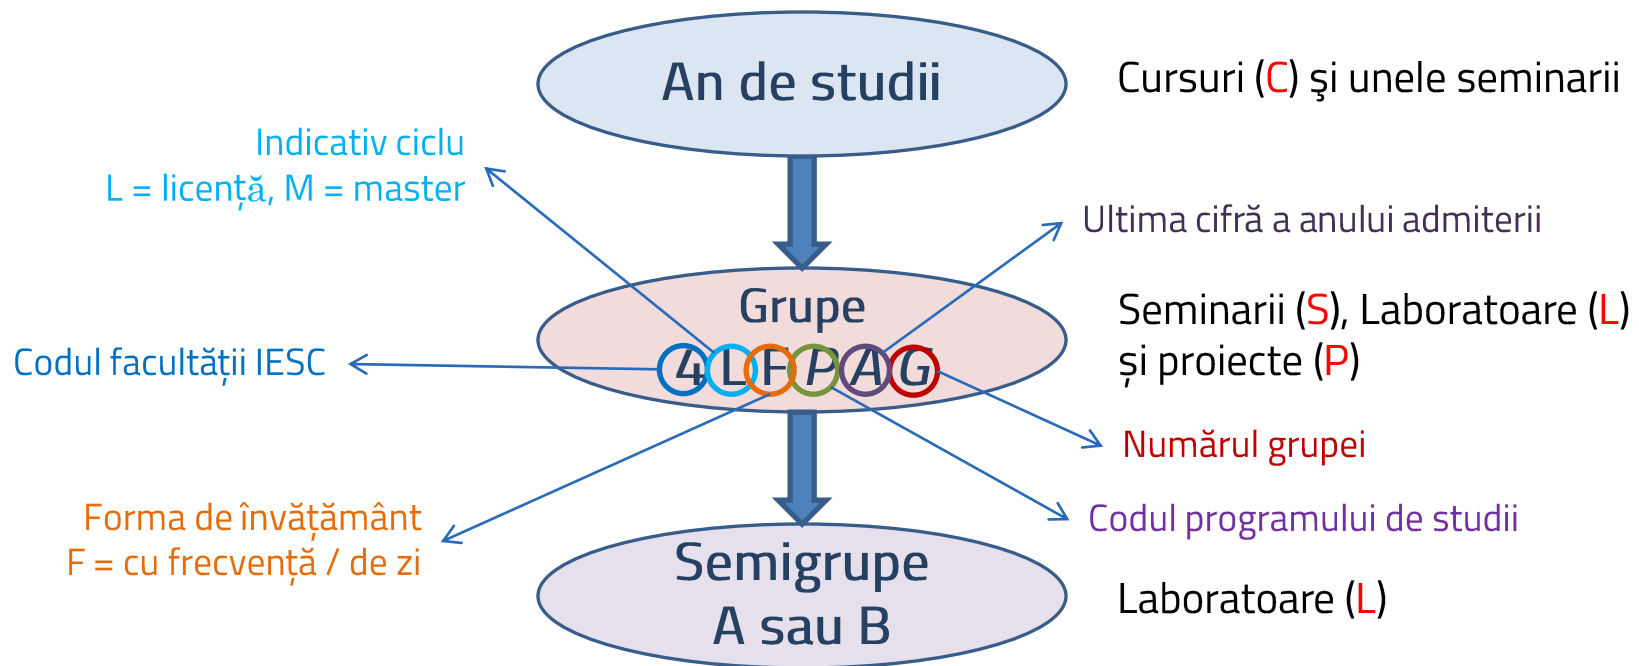 An de studii
Cursuri (C) şi unele seminarii
Indicativ ciclu
L = licență, M = master
Ultima cifră a anului admiterii
Grupe
4LFPAG
Seminarii (S), Laboratoare (L)
și proiecte (P)
Codul facultății IESC
Numărul grupei
Forma de învățământ
F = cu frecvență / de zi
Codul programului de studii
Semigrupe
A sau B
Laboratoare (L)